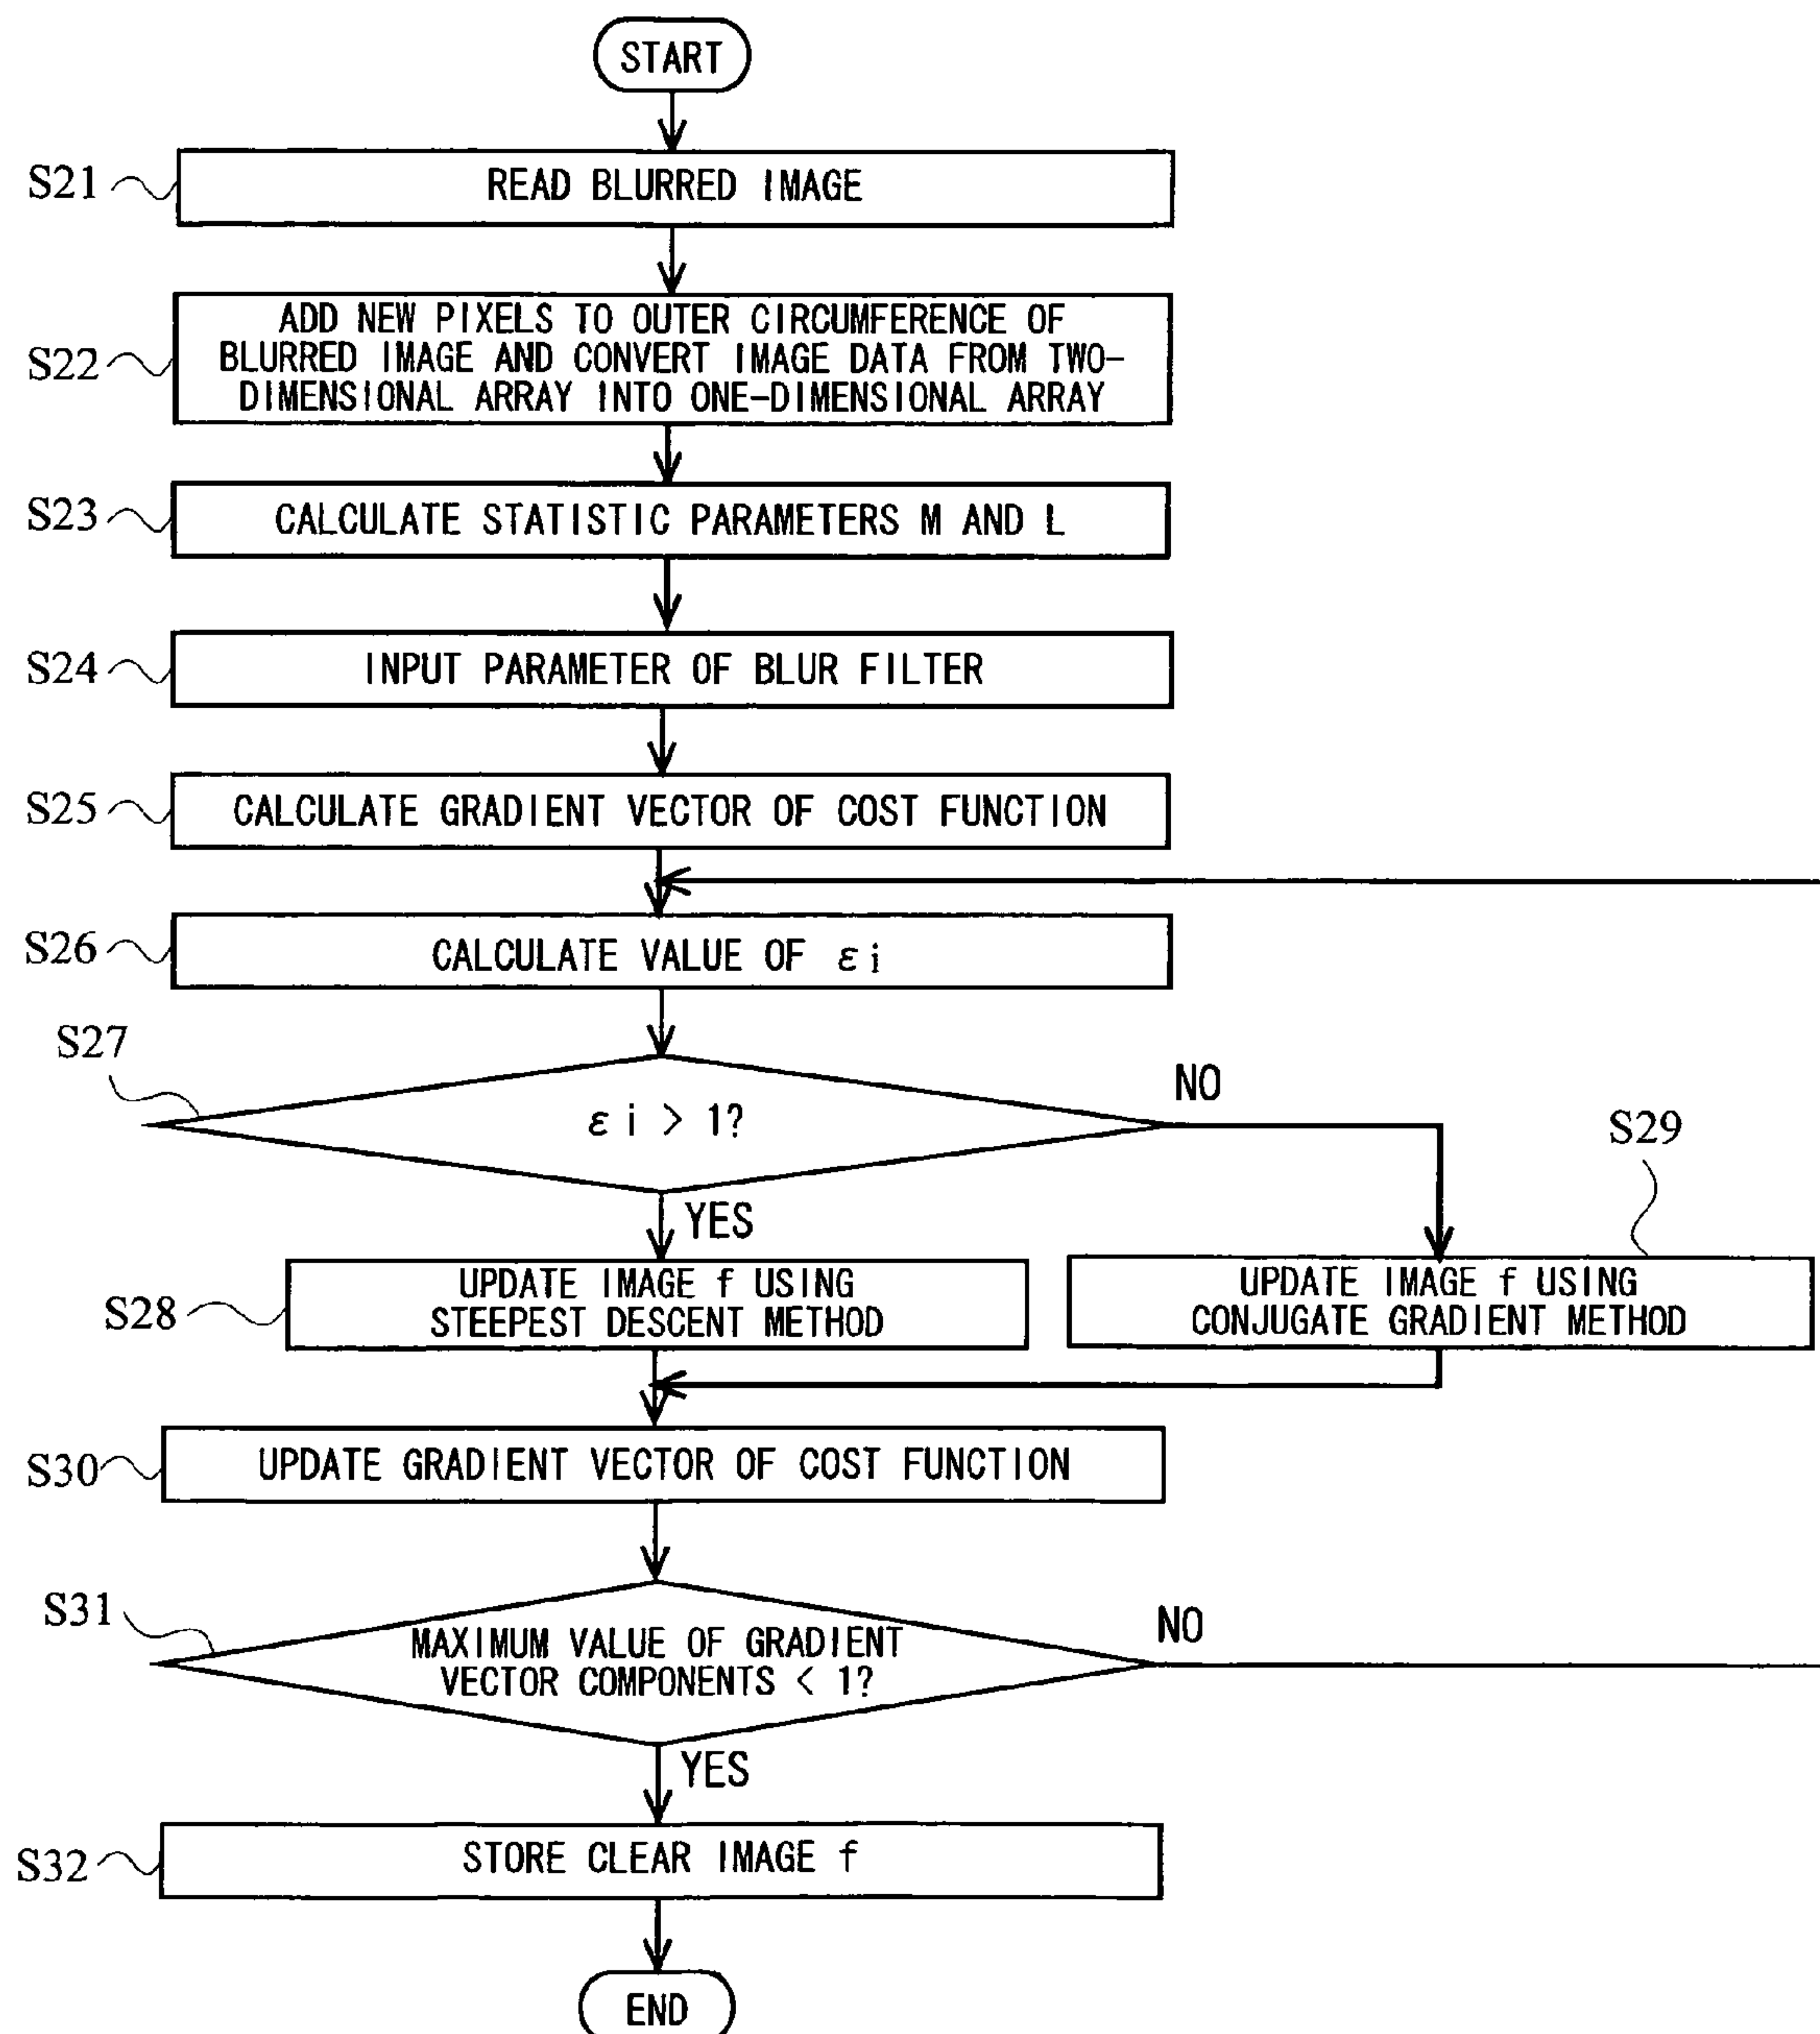 START
S21
READ BLURRED IMAGE
S22
ADD NEW PIXELS TO OUTER CIRCUMFERENCE OF
BLURRED IMAGE AND CONVERT IMAGE DATA FROM TWO-
DIMENSIONAL ARRAY INTO ONE-DIMENSIONAL ARRAY
S23
CALCULATE STATISTIC PARAMETERS M AND L
S24
INPUT PARAMETER OF BLUR FILTER
S25
CALCULATE GRADIENT VECTOR OF COST FUNCTION
S26
CALCULATE VALUE OF εi
S27
εi > 1?
NO
YES
S28
UPDATE IMAGE f USING
STEEPEST DESCENT METHOD
S29
UPDATE IMAGE f USING
CONJUGATE GRADIENT METHOD
S30
UPDATE GRADIENT VECTOR OF COST FUNCTION
S31
MAXIMUM VALUE OF GRADIENT
VECTOR COMPONENTS < 1?
NO
YES
S32
STORE CLEAR IMAGE f
END